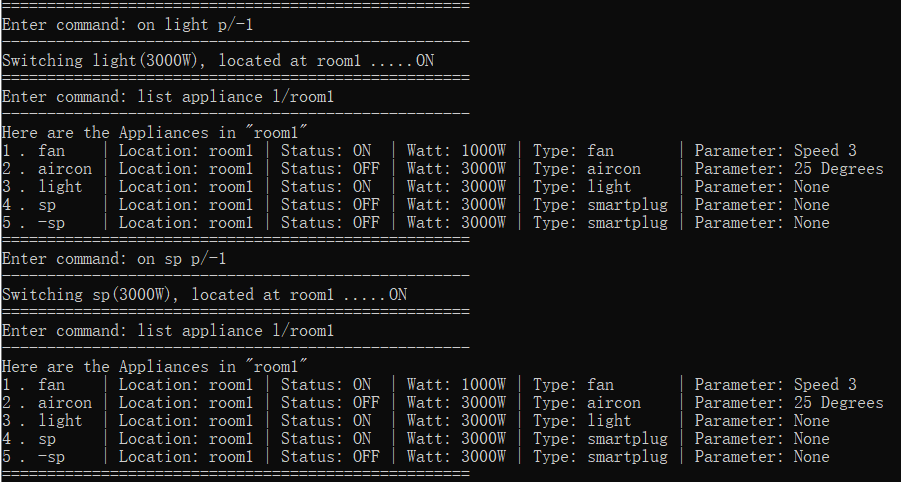 ==================================================
Enter command: on light p/-1
--------------------------------------------------
Switching light(3000W), located at room1 .....ON
==================================================
Enter command: list appliance l/room1
--------------------------------------------------
Here are the Appliances in "room1"
1 . fan    | Location: room1 | Status: ON  | Watt: 1000W | Type: fan       | Parameter: Speed 3
2 . aircon | Location: room1 | Status: OFF | Watt: 3000W | Type: aircon    | Parameter: 25 Degrees
3 . light  | Location: room1 | Status: ON  | Watt: 3000W | Type: light     | Parameter: None
4 . sp     | Location: room1 | Status: OFF | Watt: 3000W | Type: smartplug | Parameter: None
5 . -sp    | Location: room1 | Status: OFF | Watt: 3000W | Type: smartplug | Parameter: None
==================================================
Enter command: on sp p/-1
--------------------------------------------------
Switching sp(3000W), located at room1 .....ON
==================================================
Enter command: list appliance l/room1
--------------------------------------------------
Here are the Appliances in "room1"
1 . fan    | Location: room1 | Status: ON  | Watt: 1000W | Type: fan       | Parameter: Speed 3
2 . aircon | Location: room1 | Status: OFF | Watt: 3000W | Type: aircon    | Parameter: 25 Degrees
3 . light  | Location: room1 | Status: ON  | Watt: 3000W | Type: light     | Parameter: None
4 . sp     | Location: room1 | Status: ON  | Watt: 3000W | Type: smartplug | Parameter: None
5 . -sp    | Location: room1 | Status: OFF | Watt: 3000W | Type: smartplug | Parameter: None
==================================================